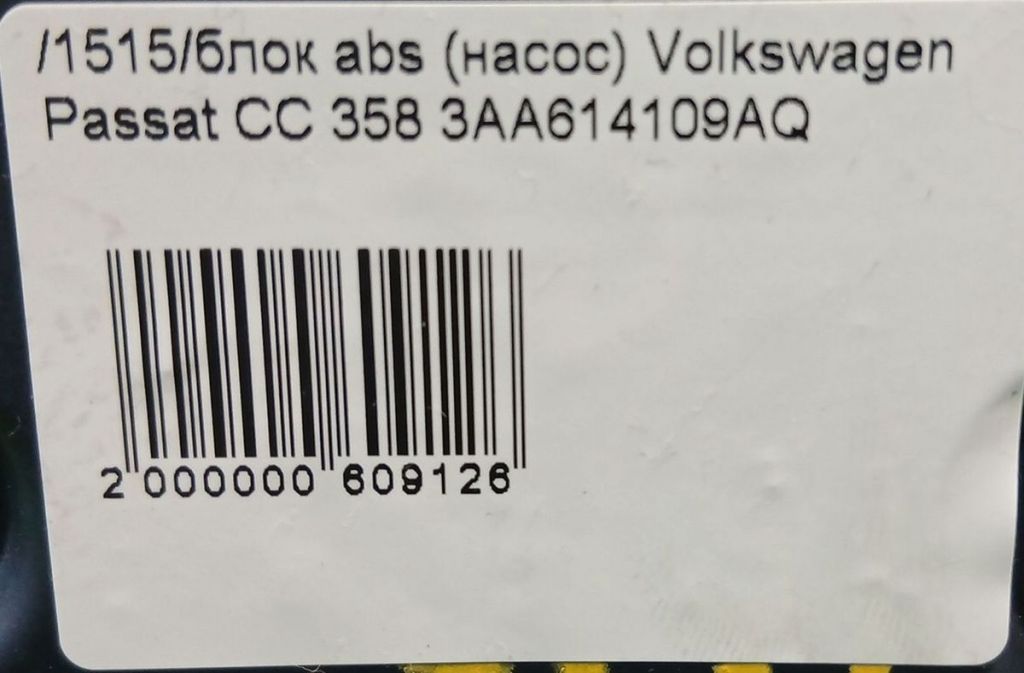 /1515/блок abs (насос) Volkswagen
Passat CC 358 3AA614109AQ
2 000000 609126